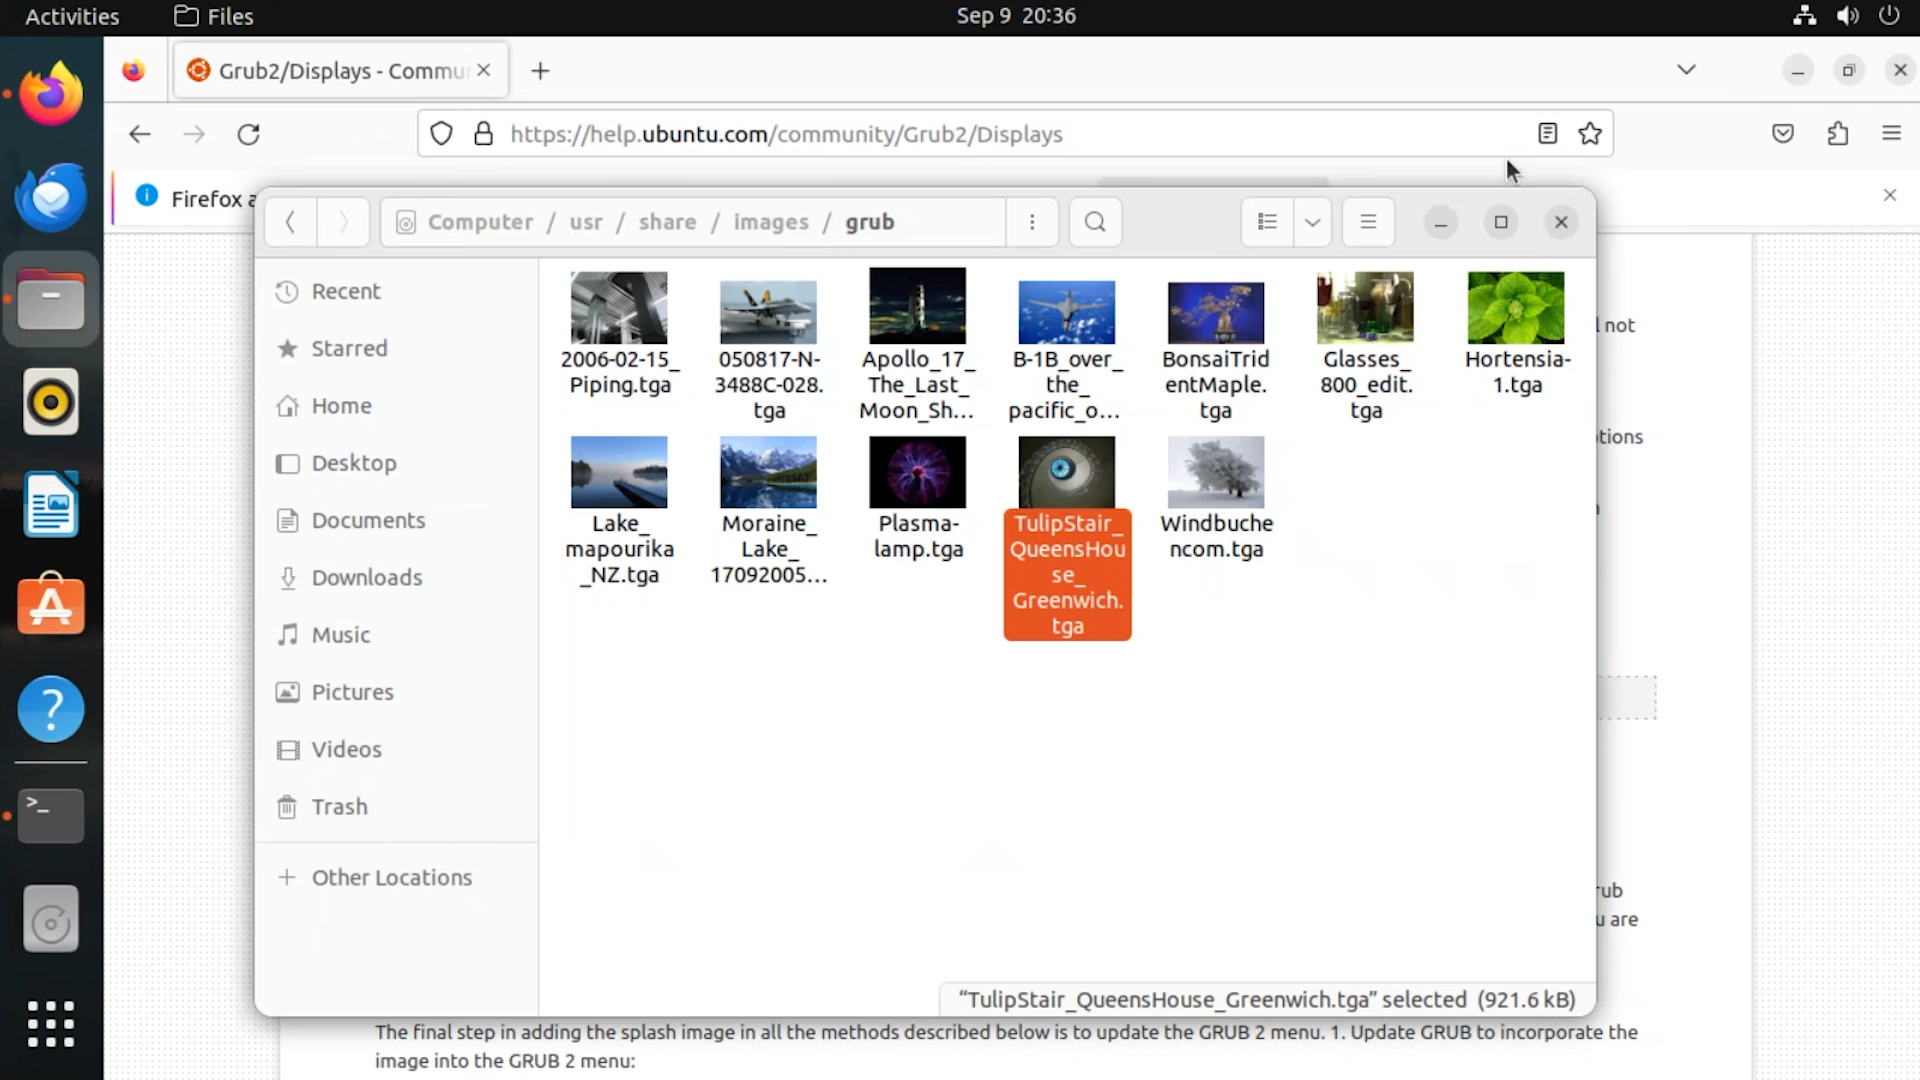 Activities
Files
Sep 9 20:36
Grub2/Displays - Commu
https://help.ubuntu.com/community/Grub2/Displays
Firefox a
Computer / usr / share / images / grub
Recent
Starred
Home
Desktop
Documents
Downloads
Music
Pictures
Videos
Trash
Other Locations
2006-02-15_
Piping.tga
050817-N-
3488C-028.
tga
Apollo_17_
The_Last_
Moon_Sh...
B-1B_over_
the_
pacific_o...
BonsaiTrid
entMaple.
tga
Glasses_
800_edit.
tga
Hortensia-
1.tga
Lake_
mapourika
_NZ.tga
Moraine_
Lake_
17092005...
Plasma-
lamp.tga
TulipStair_
QueensHou
se_
Greenwich.
tga
Windbuche
ncom.tga
"TulipStair_QueensHouse_Greenwich.tga" selected (921.6 kB)
not
tions
rub
u are
The final step in adding the splash image in all the methods described below is to update the GRUB 2 menu. 1. Update GRUB to incorporate the
image into the GRUB 2 menu: